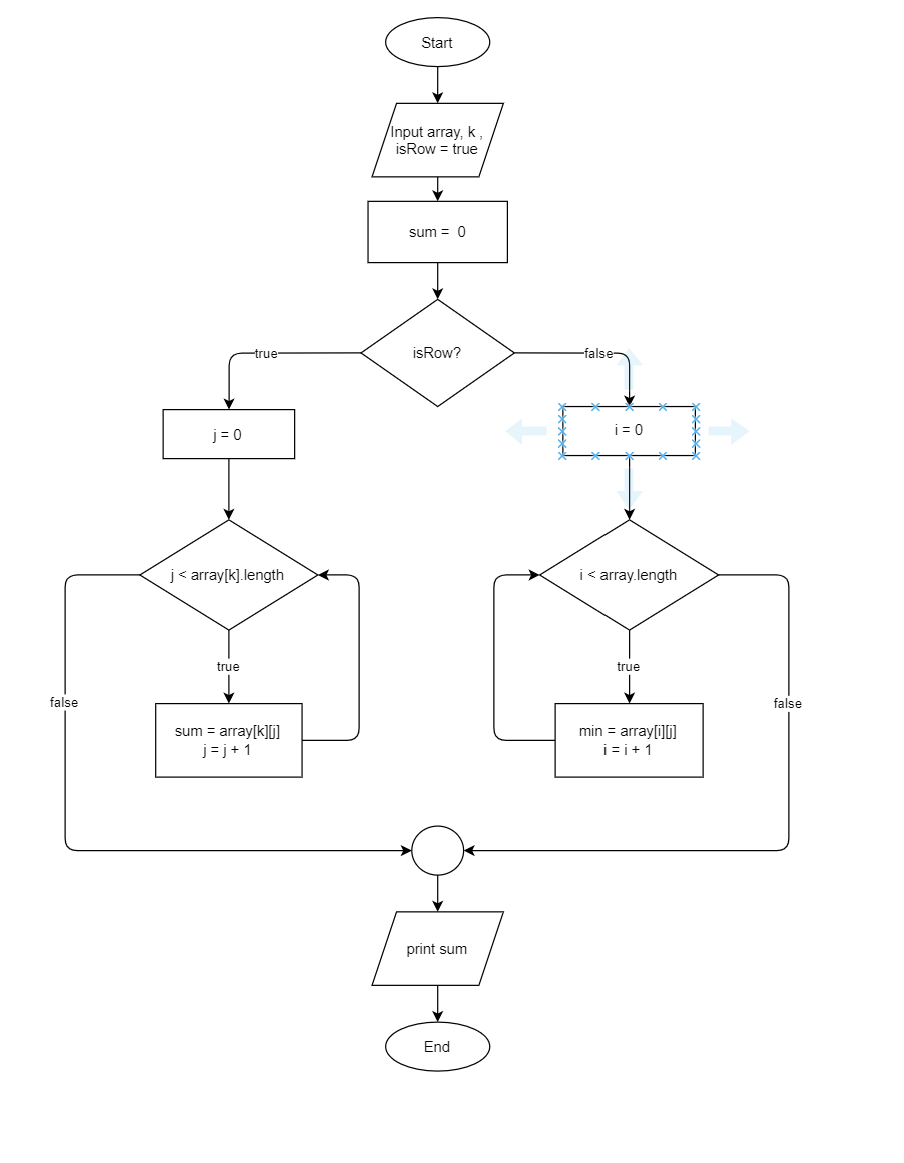 Start
Input array, k ,
isRow = true
sum =  0
isRow?
true
false
j = 0
i = 0
j < array[k].length
i < array.length
true
true
false
false
sum = array[k][j]
j = j + 1
min = array[i][j]
i = i + 1
print sum
End